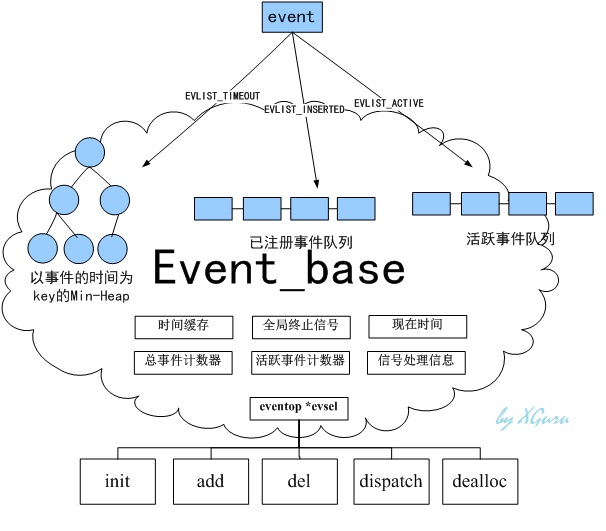 event
EVLIST_TIMEOUT
EVLIST_INSERTED
EVLIST_ACTIVE
已注册事件队列
活跃事件队列
以事件的时间为
key的Min-Heap
Event_base
时间缓存
全局终止信号
现在时间
总事件计数器
活跃事件计数器
信号处理信息
eventop *evsel
by XGuru
init
add
del
dispatch
dealloc